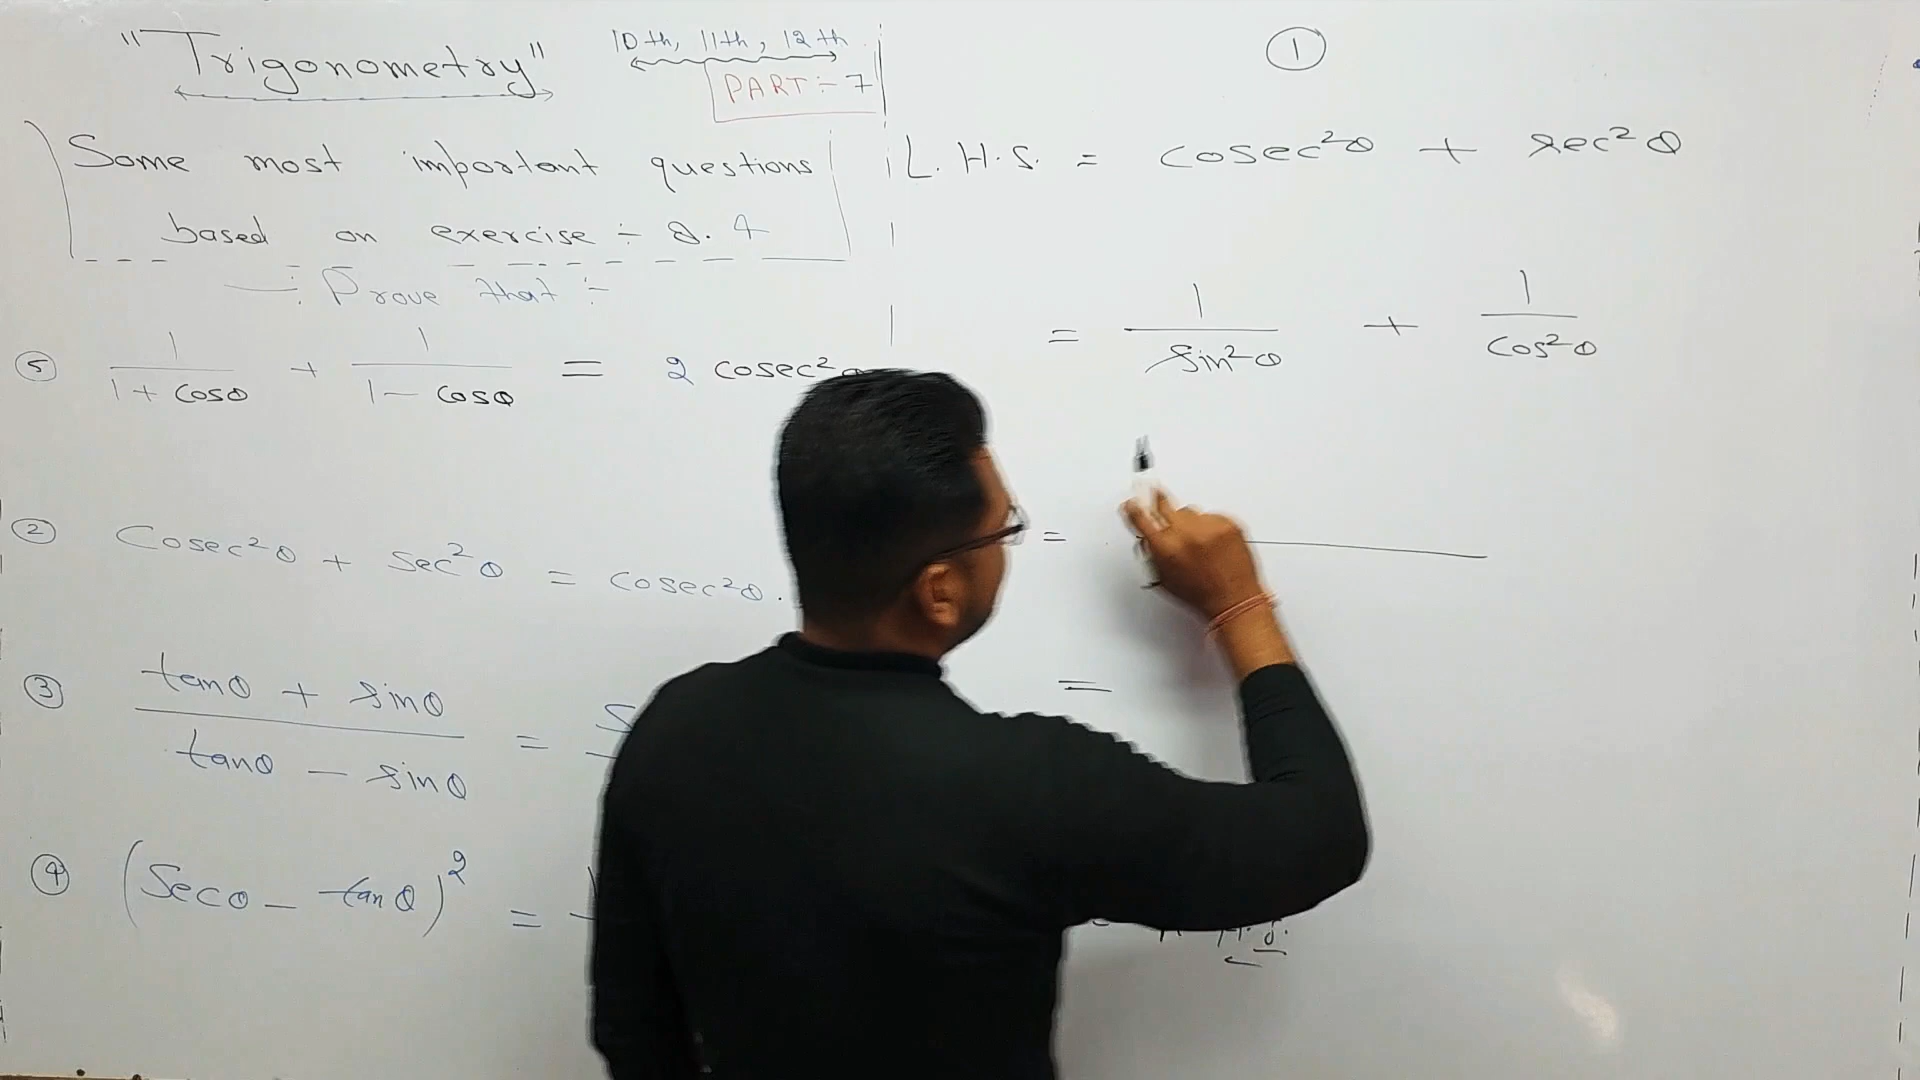 "Trigonometry" 10th, 11th, 12th
PART:- 7
Some most important questions
based on exercise :- 8.4
Prove that :-
⑤ 1/(1 + cosθ) + 1/(1 - cosθ) = 2 cosec²
② Cosec²θ + sec²θ = cosec²θ.
③ (tanθ + sinθ)/(tanθ - sinθ) =
④ (Secθ - tanθ)² =
①
L.H.S. = cosec²θ + sec²θ
= 1/sin²θ + 1/cos²θ
=
=